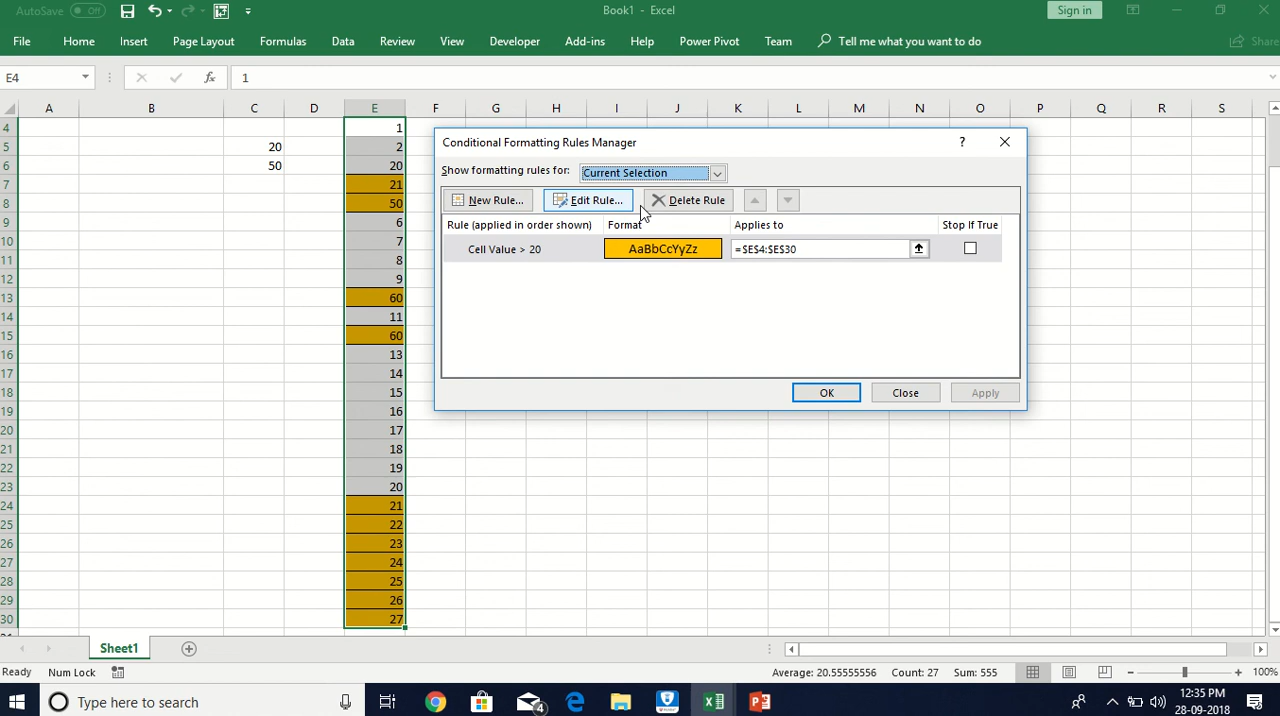 AutoSave Off Book1 - Excel Sign in
File Home Insert Page Layout Formulas Data Review View Developer Add-ins Help Power Pivot Team Tell me what you want to do Share
E4 fx 1
A B C D E F G H I J K L M N O P Q R S
4 1
5 20 2
6 50 20
7 21
8 50
9 6
10 7
11 8
12 9
13 60
14 11
15 60
16 13
17 14
18 15
19 16
20 17
21 18
22 19
23 20
24 21
25 22
26 23
27 24
28 25
29 26
30 27
Conditional Formatting Rules Manager ?
Show formatting rules for: Current Selection
New Rule... Edit Rule... Delete Rule
Rule (applied in order shown) Format Applies to Stop If True
Cell Value > 20 AaBbCcYyZz =$E$4:$E$30
OK Close Apply
Sheet1
Ready Num Lock Average: 20.55555556 Count: 27 Sum: 555 100%
Type here to search 4 12:35 PM
28-09-2018